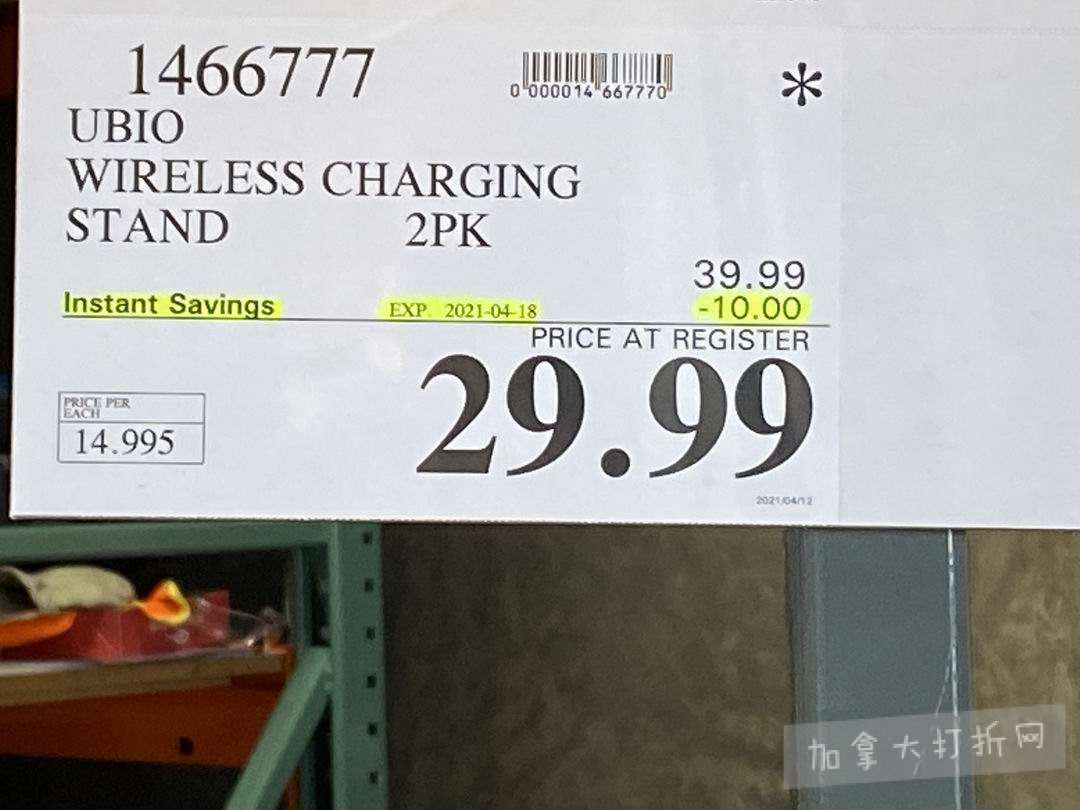 1466777
0 000014 667770
*
UBIO
WIRELESS CHARGING
STAND 2PK
39.99
Instant Savings EXP. 2021-04-18 -10.00
PRICE AT REGISTER
29.99
PRICE PER
EACH
14.995
2021/04/12
加拿大打折网